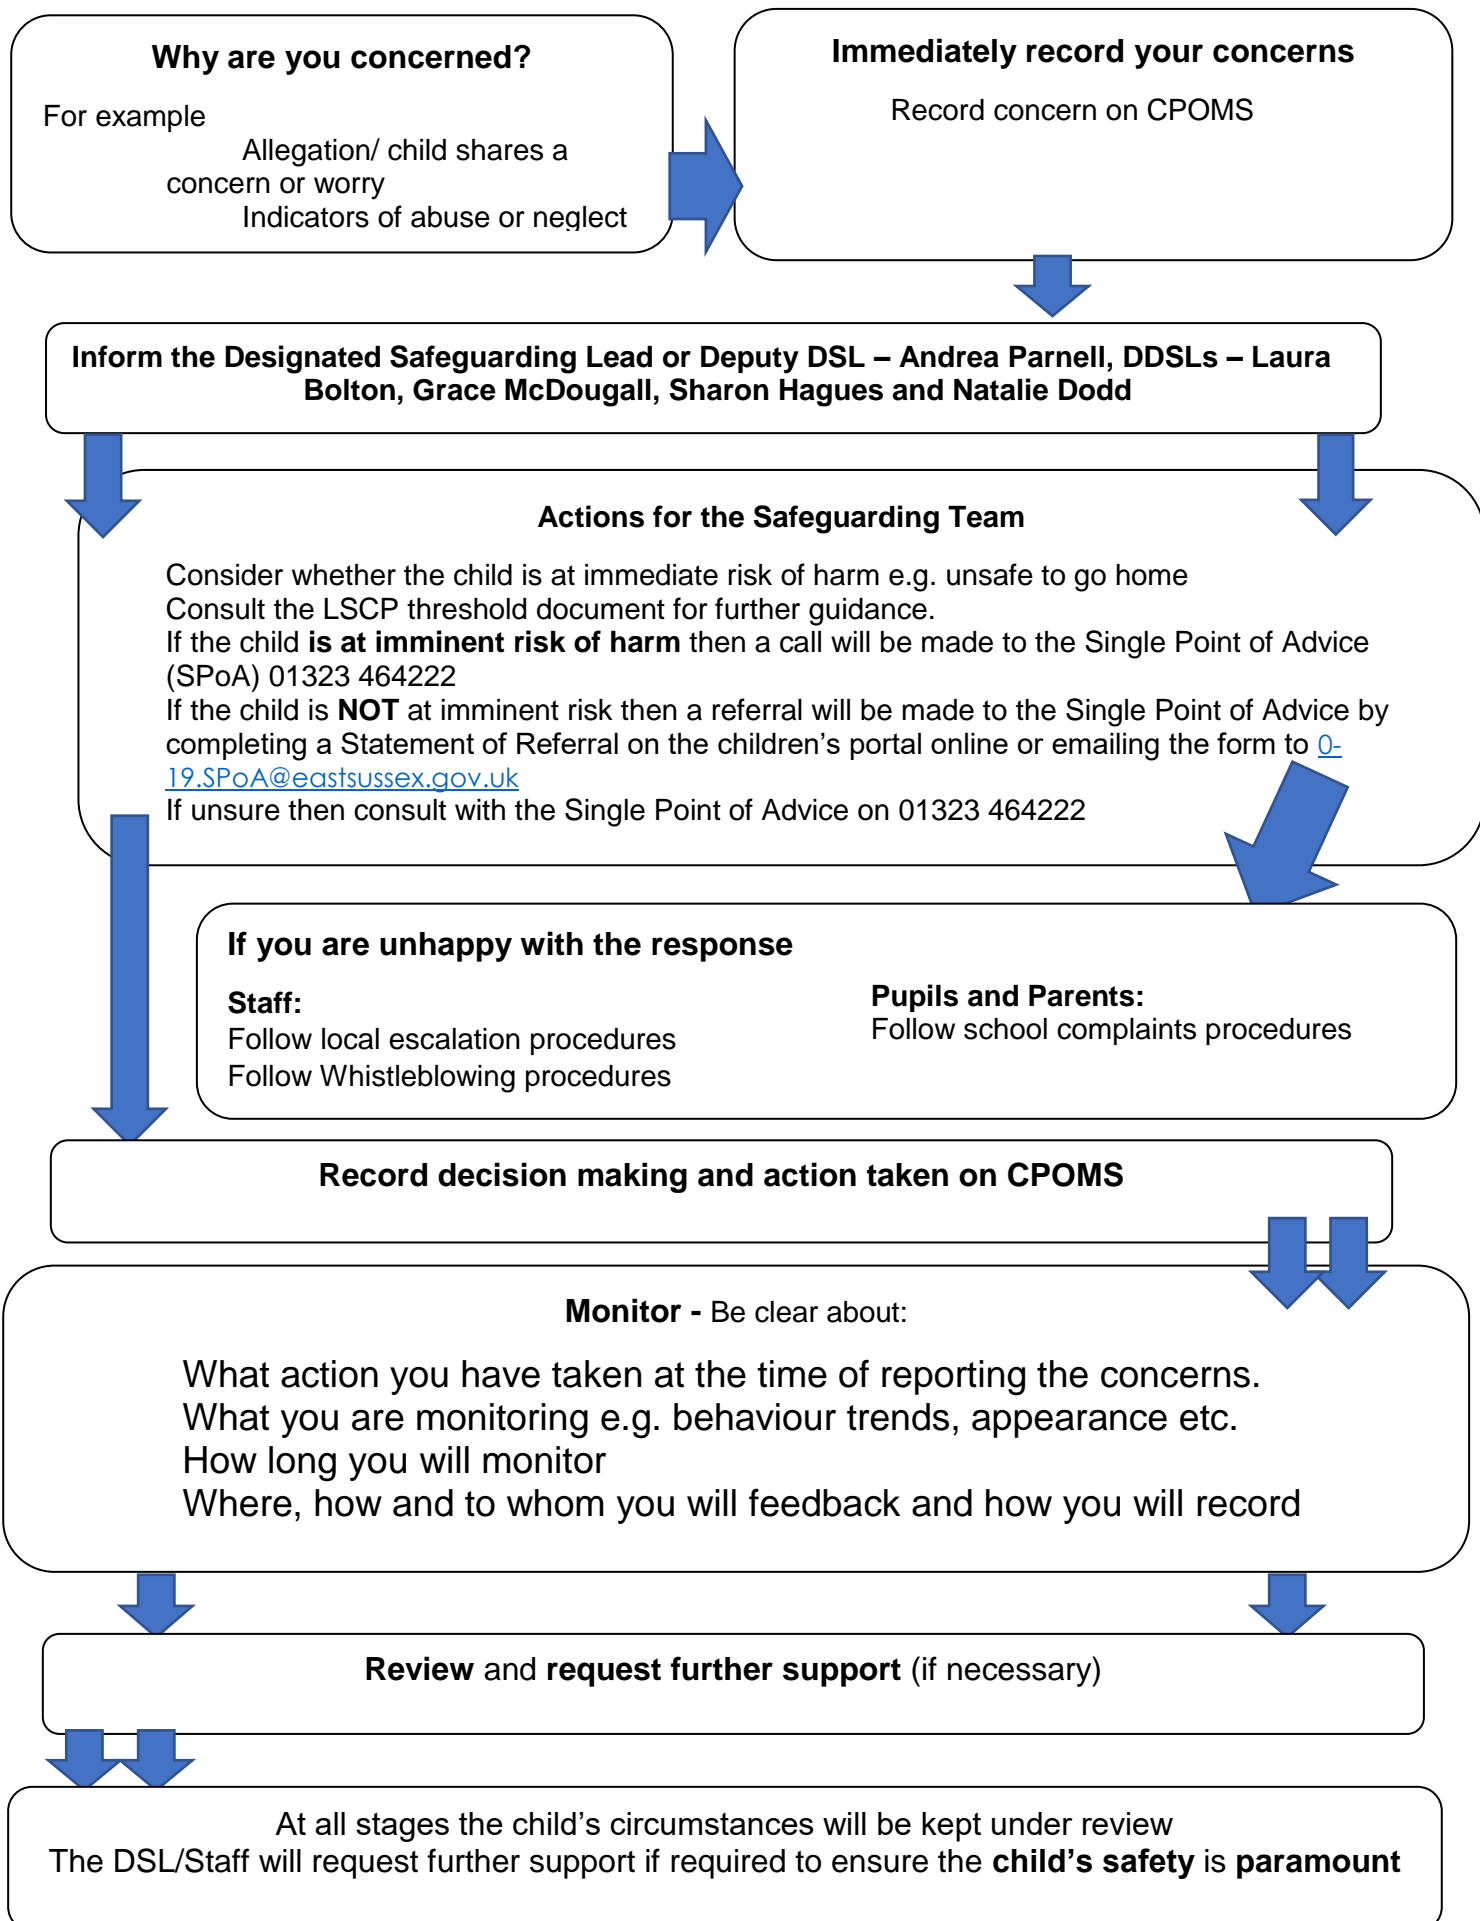 Why are you concerned?
For example
Allegation/ child shares a
concern or worry
Indicators of abuse or neglect
Immediately record your concerns
Record concern on CPOMS
Inform the Designated Safeguarding Lead or Deputy DSL – Andrea Parnell, DDSLs – Laura
Bolton, Grace McDougall, Sharon Hagues and Natalie Dodd
Actions for the Safeguarding Team
Consider whether the child is at immediate risk of harm e.g. unsafe to go home
Consult the LSCP threshold document for further guidance.
If the child is at imminent risk of harm then a call will be made to the Single Point of Advice
(SPoA) 01323 464222
If the child is NOT at imminent risk then a referral will be made to the Single Point of Advice by
completing a Statement of Referral on the children’s portal online or emailing the form to 0-
19.SPoA@eastsussex.gov.uk
If unsure then consult with the Single Point of Advice on 01323 464222
If you are unhappy with the response
Staff:
Follow local escalation procedures
Follow Whistleblowing procedures
Pupils and Parents:
Follow school complaints procedures
Record decision making and action taken on CPOMS
Monitor - Be clear about:
What action you have taken at the time of reporting the concerns.
What you are monitoring e.g. behaviour trends, appearance etc.
How long you will monitor
Where, how and to whom you will feedback and how you will record
Review and request further support (if necessary)
At all stages the child’s circumstances will be kept under review
The DSL/Staff will request further support if required to ensure the child’s safety is paramount